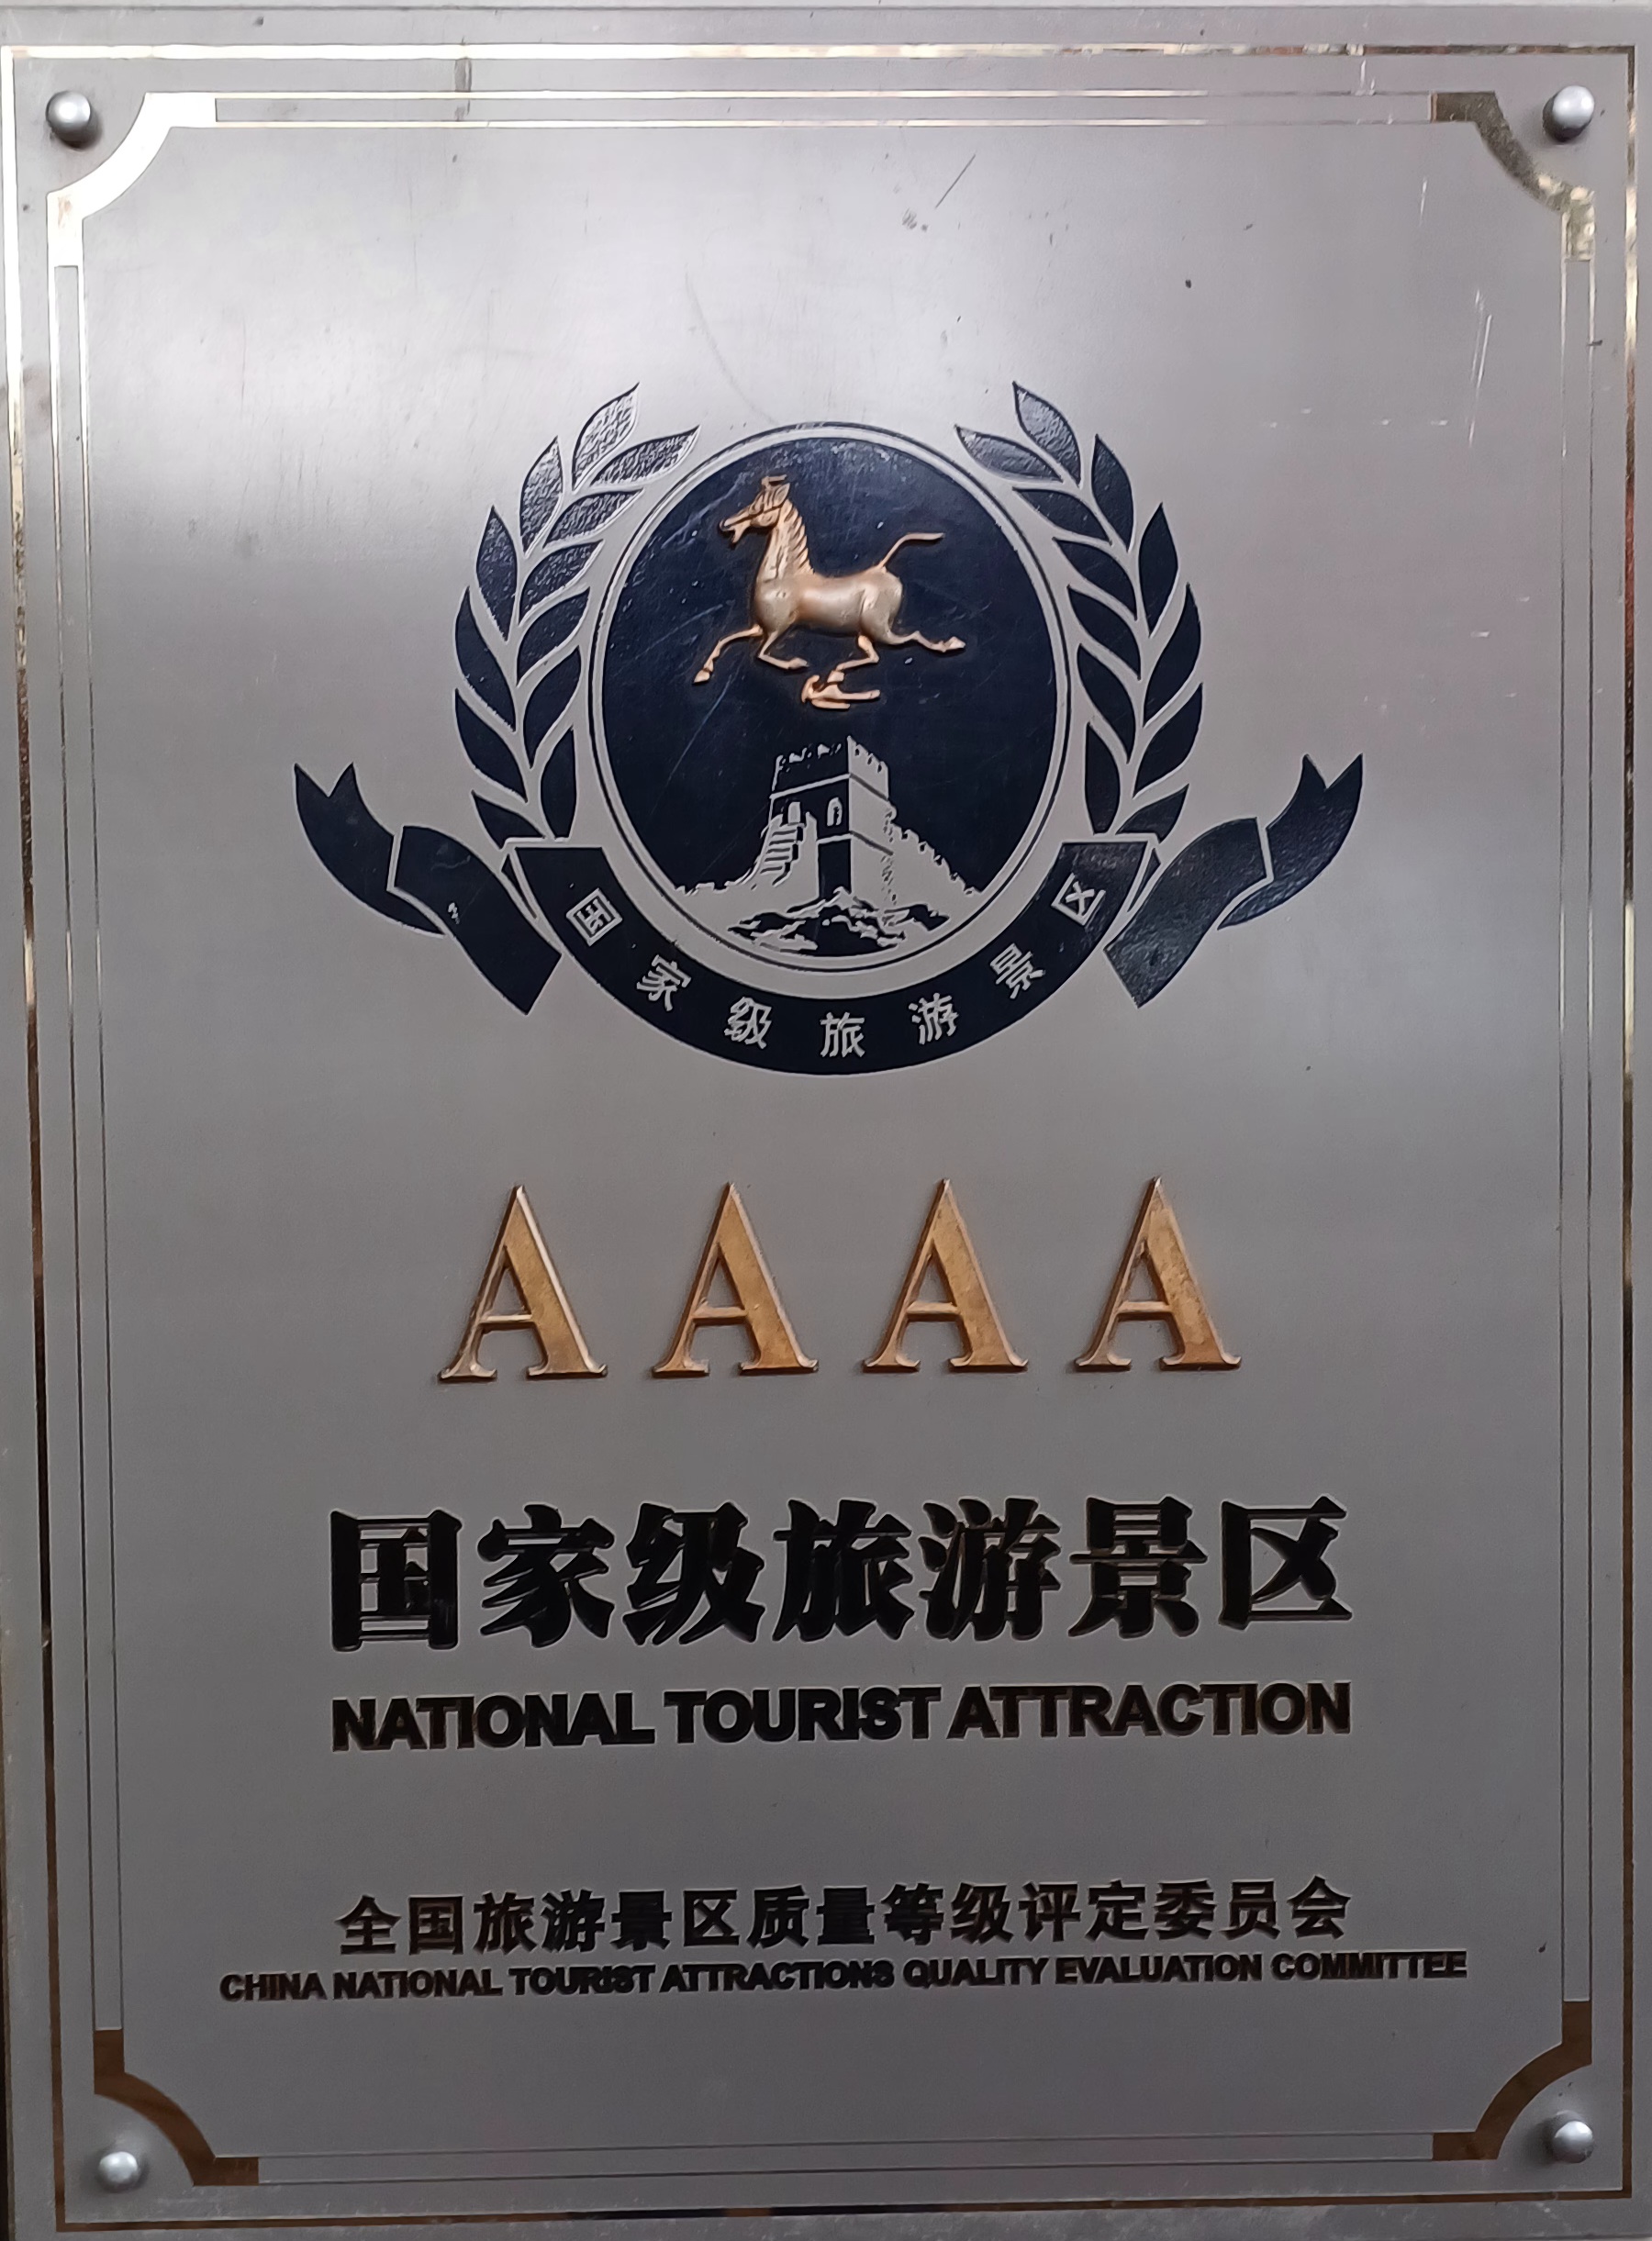 国家级旅游景区
AAAA
国家级旅游景区
NATIONAL TOURIST ATTRACTION
全国旅游景区质量等级评定委员会
CHINA NATIONAL TOURIST ATTRACTIONS QUALITY EVALUATION COMMITTEE